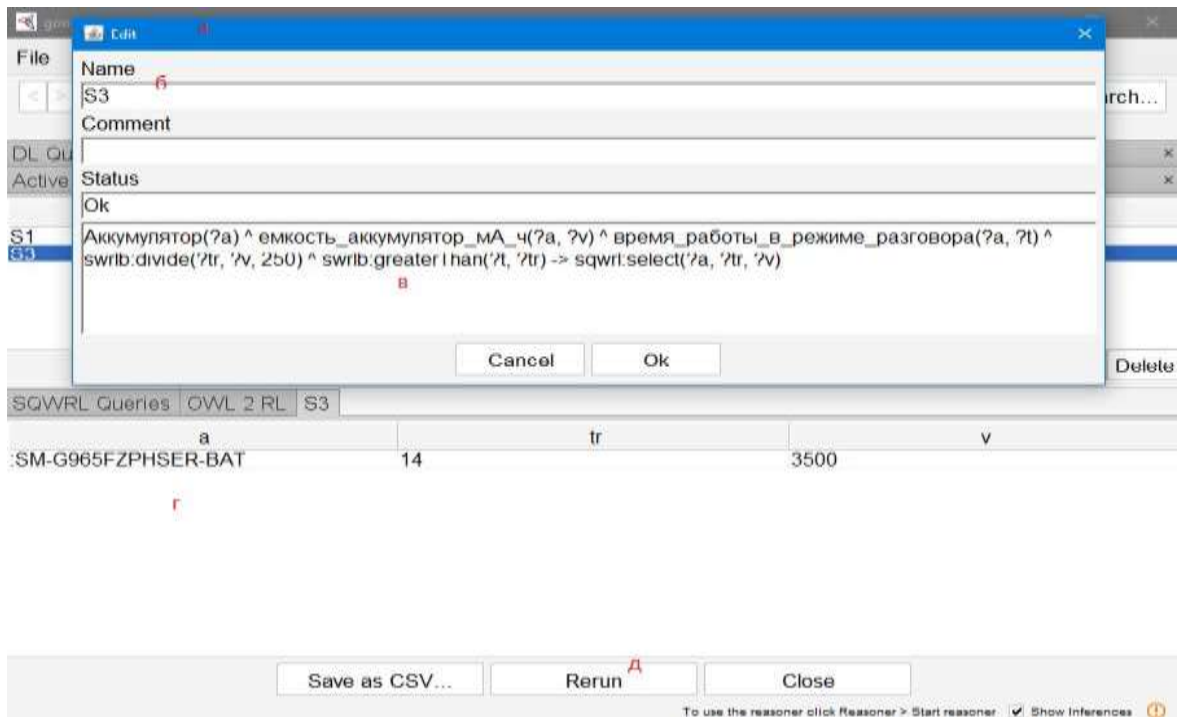 Edit
а
×
File
Name
б
S3
< >
rch...
Comment
DL Qu
×
Active
Status
×
Ok
S1
Аккумулятор(?a) ^ емкость_аккумулятор_мА_ч(?a, ?v) ^ время_работы_в_режиме_разговора(?a, ?t) ^
S3
swrlb:divide(?tr, ?v, 250) ^ swrlb:greaterThan(?t, ?tr) -> sqwrl:select(?a, ?tr, ?v)
в
Cancel Ok
Delete
SQWRL Queries OWL 2 RL S3
a tr v
:SM-G965FZPHSER-BAT 14 3500
г
д
Save as CSV... Rerun Close
To use the reasoner click Reasoner > Start reasoner Show Inferences